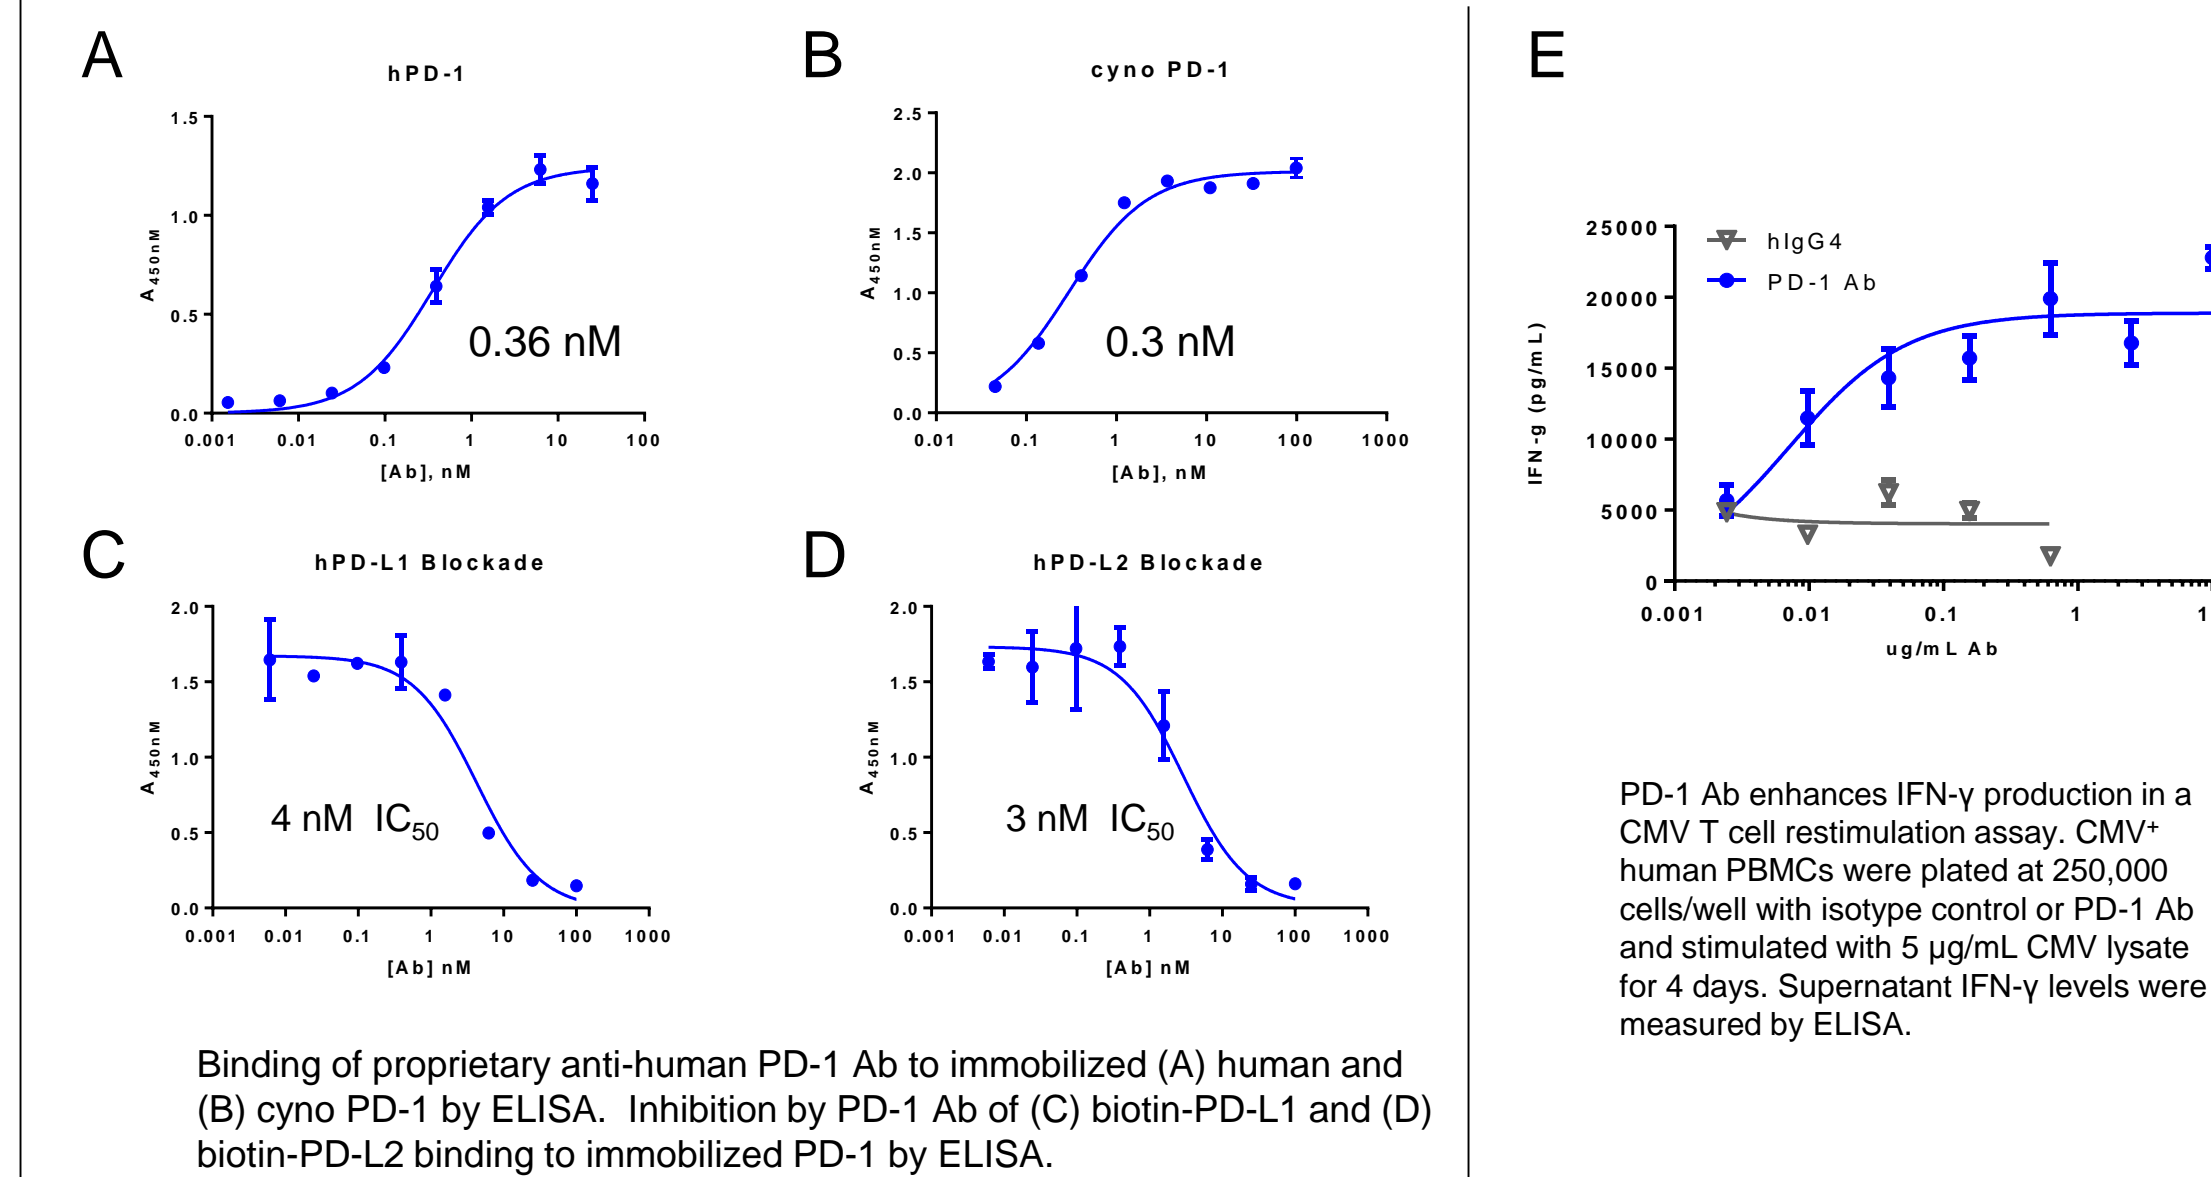 A
hPD-1
1.5
1.0
0.5
0.0
A450nM
0.001 0.01 0.1 1 10 100
[Ab], nM
0.36 nM
B
cyno PD-1
2.5
2.0
1.5
1.0
0.5
0.0
A450nM
0.01 0.1 1 10 100 1000
[Ab], nM
0.3 nM
C
hPD-L1 Blockade
2.0
1.5
1.0
0.5
0.0
A450nM
0.001 0.01 0.1 1 10 100 1000
[Ab] nM
4 nM IC50
D
hPD-L2 Blockade
2.0
1.5
1.0
0.5
0.0
A450nM
0.001 0.01 0.1 1 10 100 1000
[Ab] nM
3 nM IC50
Binding of proprietary anti-human PD-1 Ab to immobilized (A) human and
(B) cyno PD-1 by ELISA. Inhibition by PD-1 Ab of (C) biotin-PD-L1 and (D)
biotin-PD-L2 binding to immobilized PD-1 by ELISA.
E
25000
20000
15000
10000
5000
0
IFN-g (pg/mL)
hIgG4
PD-1 Ab
0.001 0.01 0.1 1
ug/mL Ab
PD-1 Ab enhances IFN-γ production in a
CMV T cell restimulation assay. CMV+
human PBMCs were plated at 250,000
cells/well with isotype control or PD-1 Ab
and stimulated with 5 µg/mL CMV lysate
for 4 days. Supernatant IFN-γ levels were
measured by ELISA.